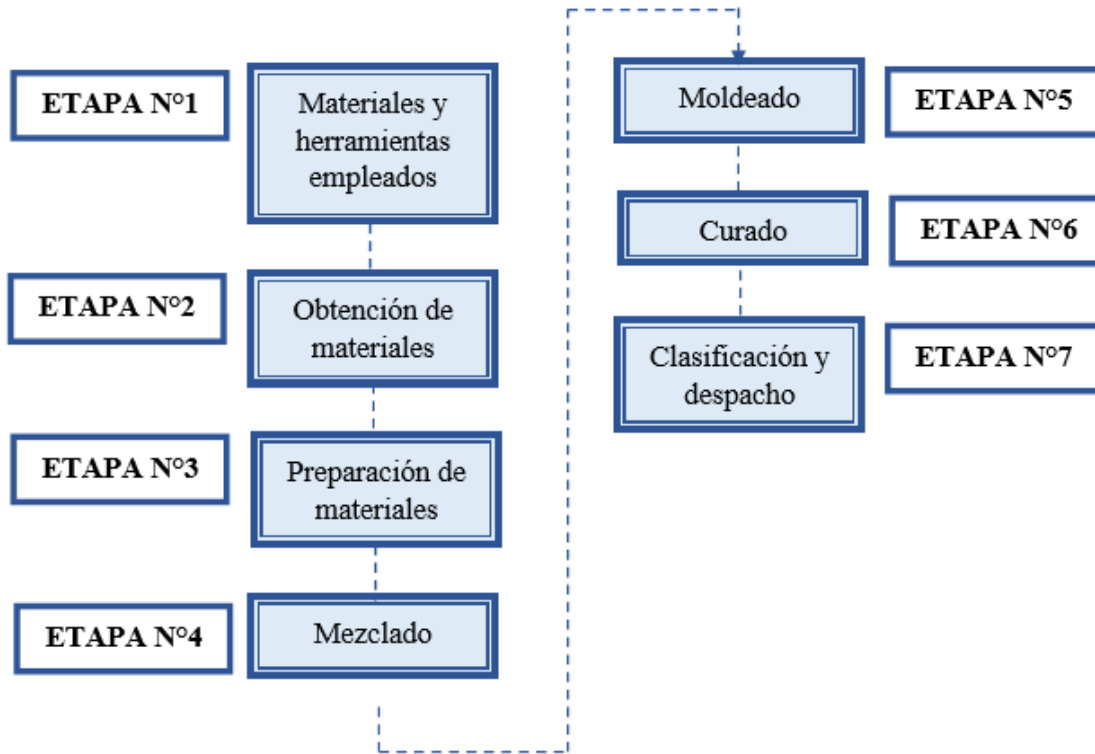 ETAPA N°1
Materiales y
herramientas
empleados
ETAPA N°2
Obtención de
materiales
ETAPA N°3
Preparación de
materiales
ETAPA N°4
Mezclado
Moldeado
ETAPA N°5
Curado
ETAPA N°6
Clasificación y
despacho
ETAPA N°7